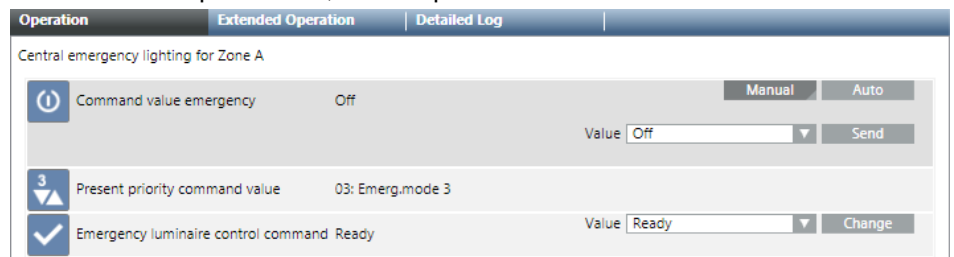 Operation Extended Operation Detailed Log
Central emergency lighting for Zone A
Command value emergency Off Manual Auto
Value Off Send
3 Present priority command value 03: Emerg.mode 3
Emergency luminaire control command Ready Value Ready Change